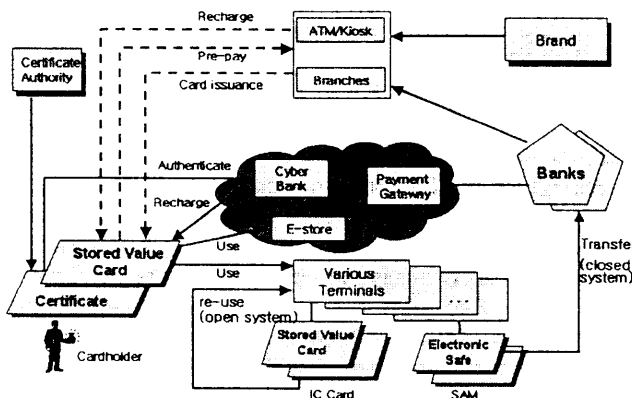 Recharge
ATM/Kiosk
Brand
Certificate
Authority
Pre-pay
Branches
Card issuance
Authenticate
Cyber
Bank
Payment
Gateway
Banks
Recharge
E-store
Transfe
(closed
system)
Use
Stored Value
Card
Use
Various
Terminals
...
Certificate
re-use
(open system)
Stored Value
Card
Electronic
Safe
Cardholder
IC Card
SAM